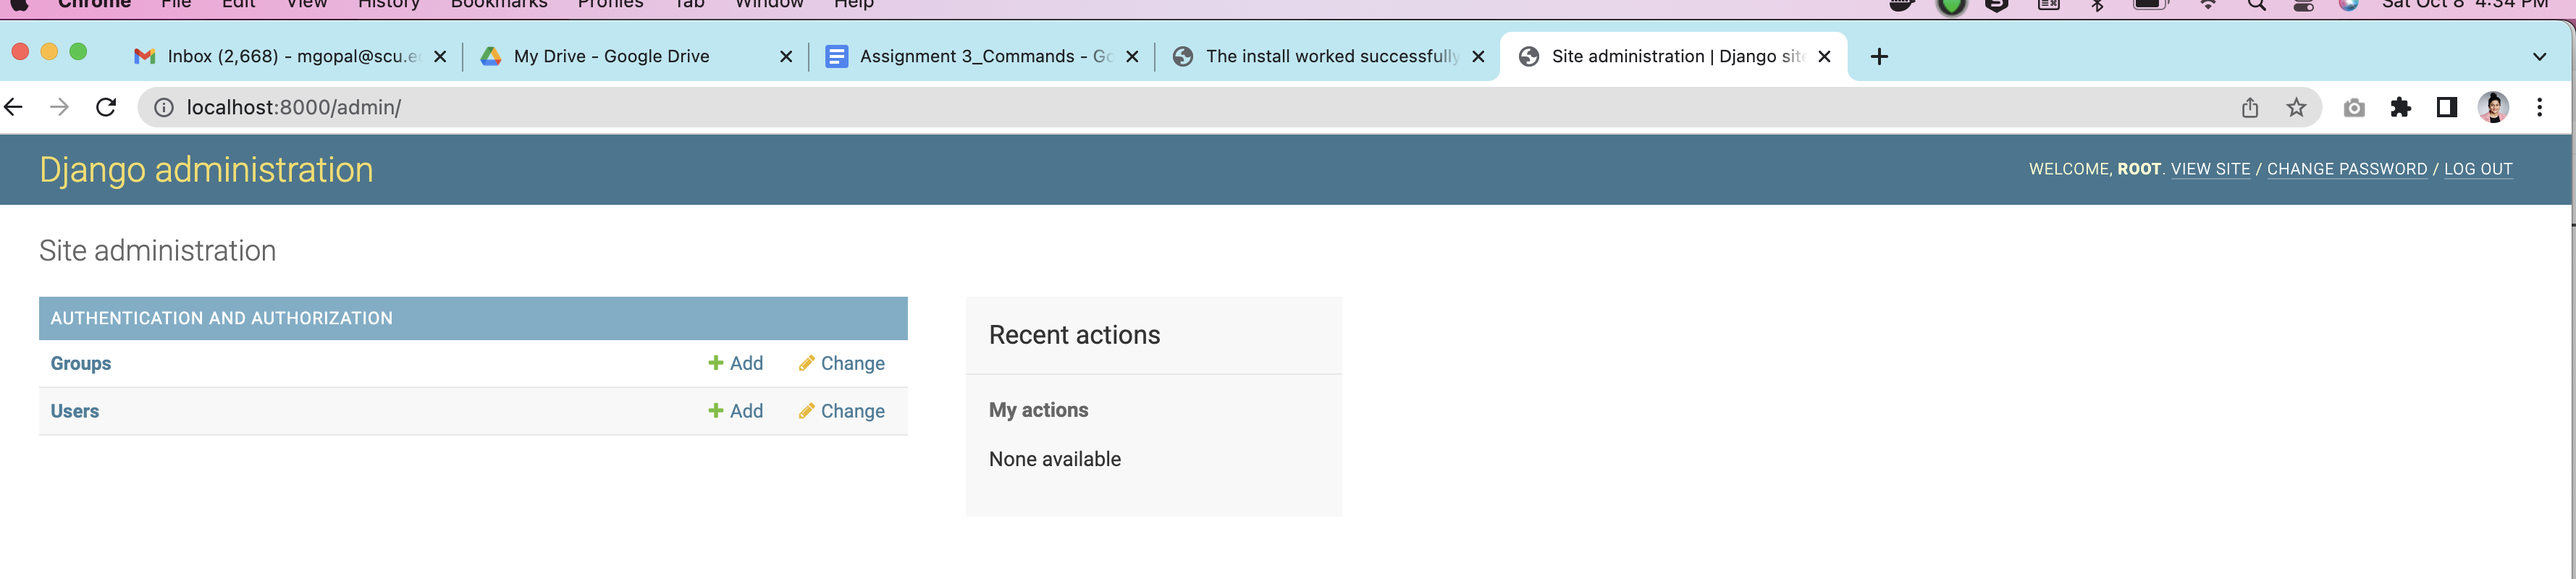 Chrome File Edit View History Bookmarks Profiles Tab Window Help Sat Oct 8 4:34 PM
Inbox (2,668) - mgopal@scu.e My Drive - Google Drive Assignment 3_Commands - Go The install worked successfully Site administration | Django site
localhost:8000/admin/
Django administration WELCOME, ROOT. VIEW SITE / CHANGE PASSWORD / LOG OUT
Site administration
AUTHENTICATION AND AUTHORIZATION
Groups Add Change
Users Add Change
Recent actions
My actions
None available